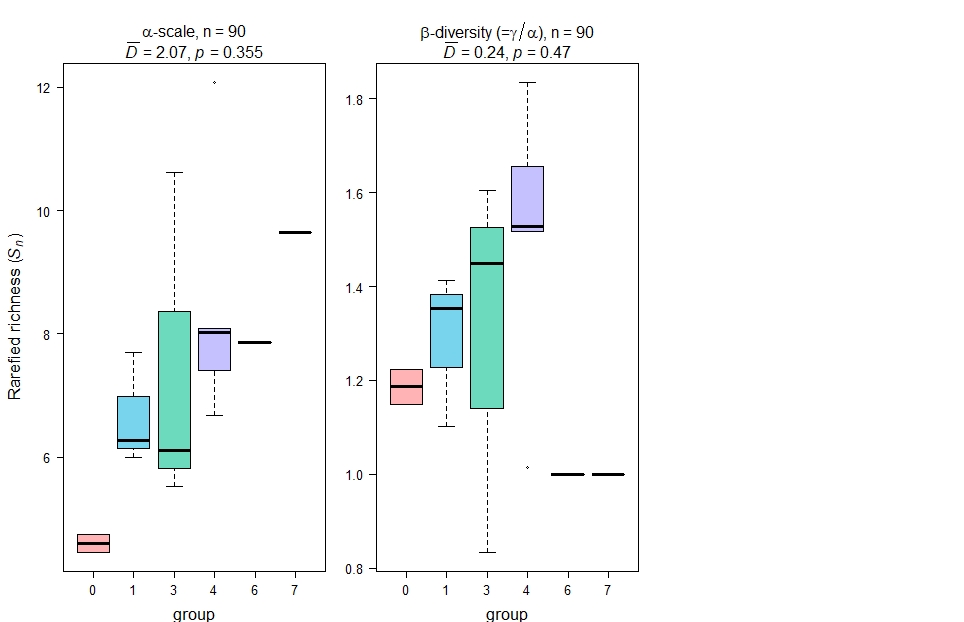 α-scale, n = 90
D̅ = 2.07, p = 0.355
β-diversity (=γ/α), n = 90
D̅ = 0.24, p = 0.47
Rarefied richness (Sn)
12
10
8
6
0 1 3 4 6 7
group
1.8
1.6
1.4
1.2
1.0
0.8
0 1 3 4 6 7
group